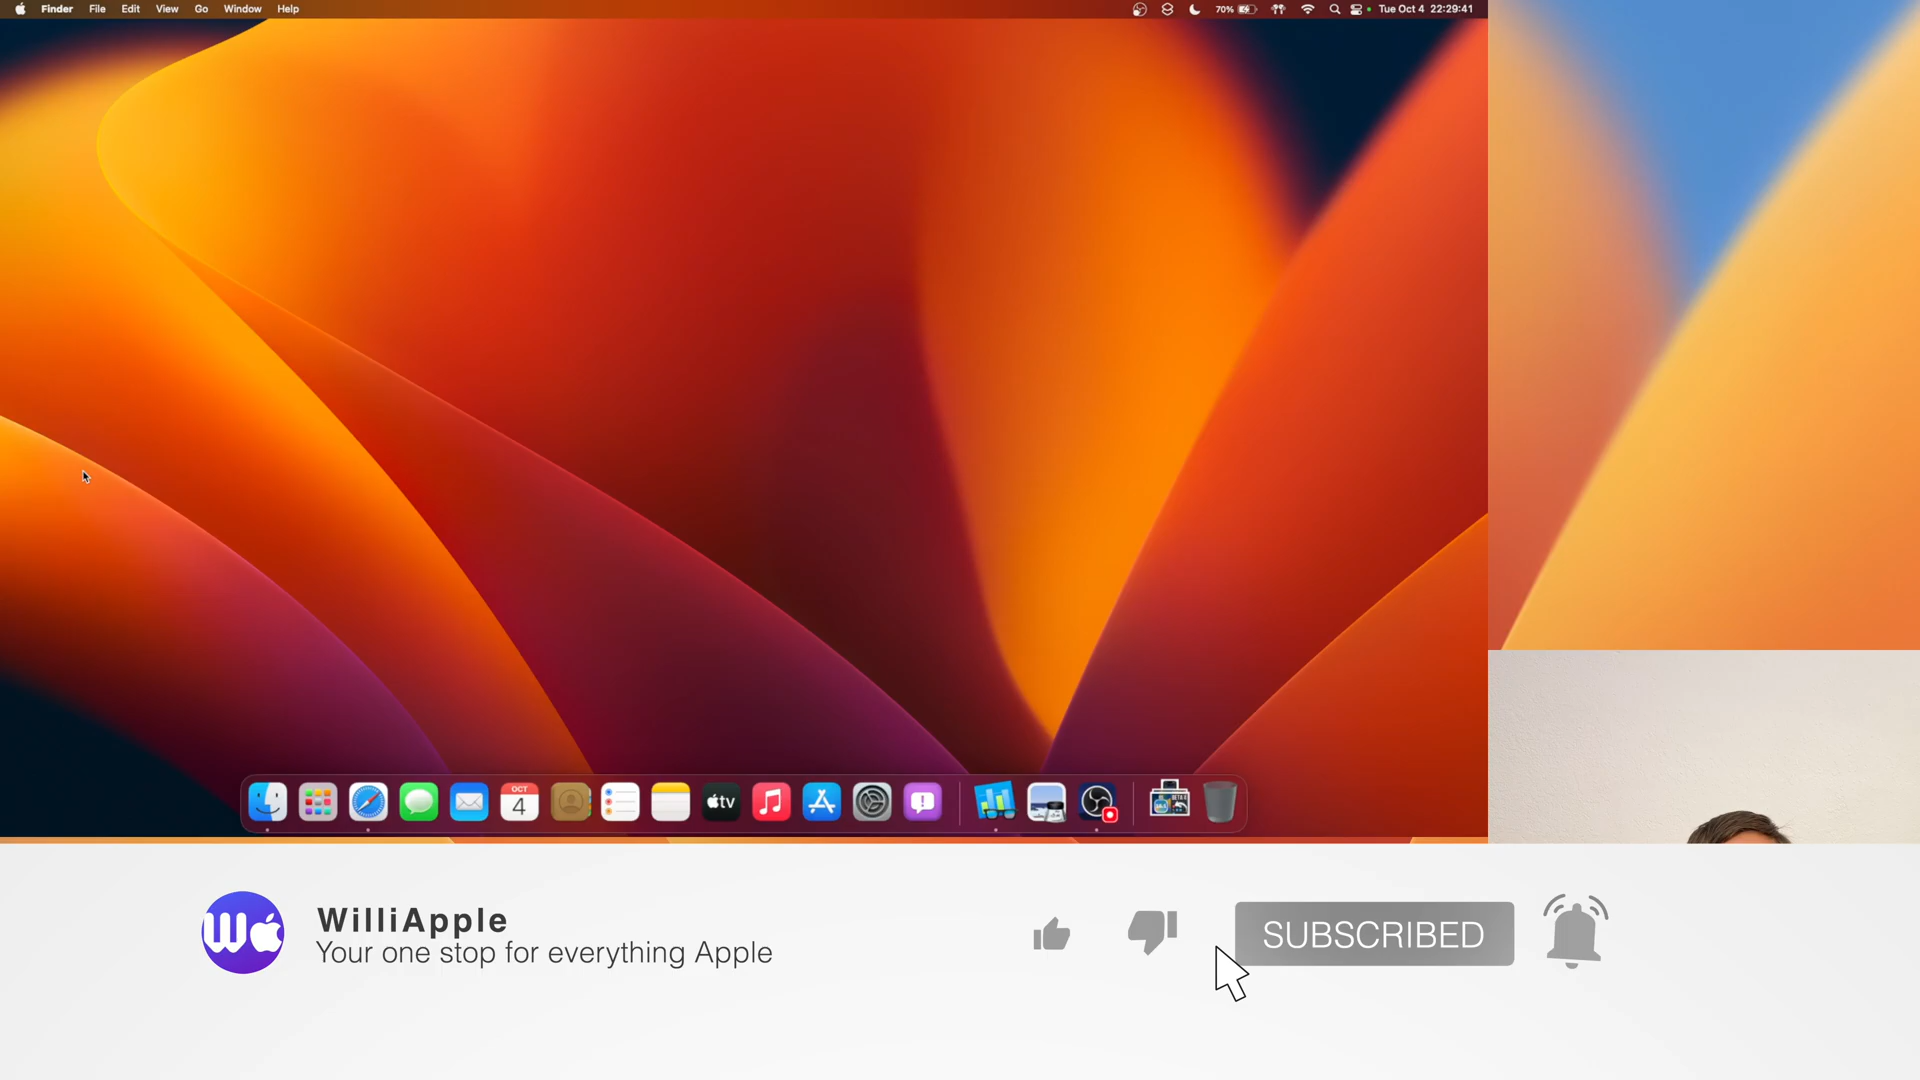 Finder File Edit View Go Window Help
70% Tue Oct 4 22:29:41
OCT
4
tv
WilliApple
Your one stop for everything Apple
SUBSCRIBED